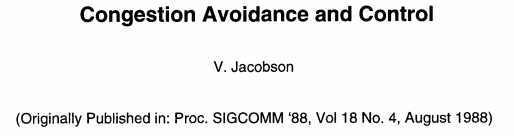 Congestion Avoidance and Control
V. Jacobson
(Originally Published in: Proc. SIGCOMM ‘88, Vol 18 No. 4, August 1988)